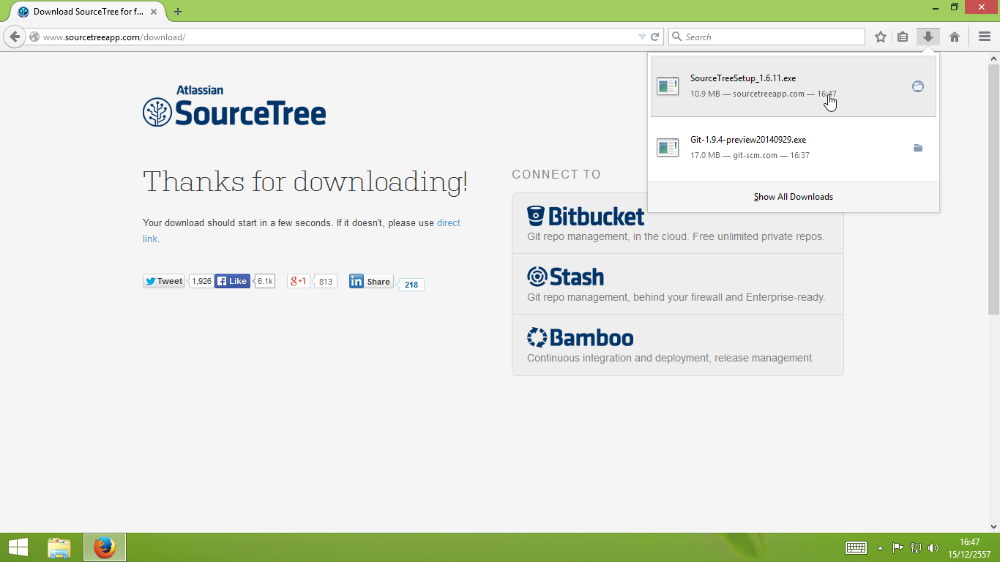 Download SourceTree for f...
www.sourcetreeapp.com/download/
Search
SourceTreeSetup_1.6.11.exe
10.9 MB — sourcetreeapp.com — 16:47
Git-1.9.4-preview20140929.exe
17.0 MB — git-scm.com — 16:37
Show All Downloads
Atlassian
SourceTree
Thanks for downloading!
Your download should start in a few seconds. If it doesn't, please use direct
link.
Tweet 1,926 Like 6.1k +1 813 in Share 218
CONNECT TO
Bitbucket
Git repo management, in the cloud. Free unlimited private repos.
Stash
Git repo management, behind your firewall and Enterprise-ready.
Bamboo
Continuous integration and deployment, release management.
16:47
15/12/2557